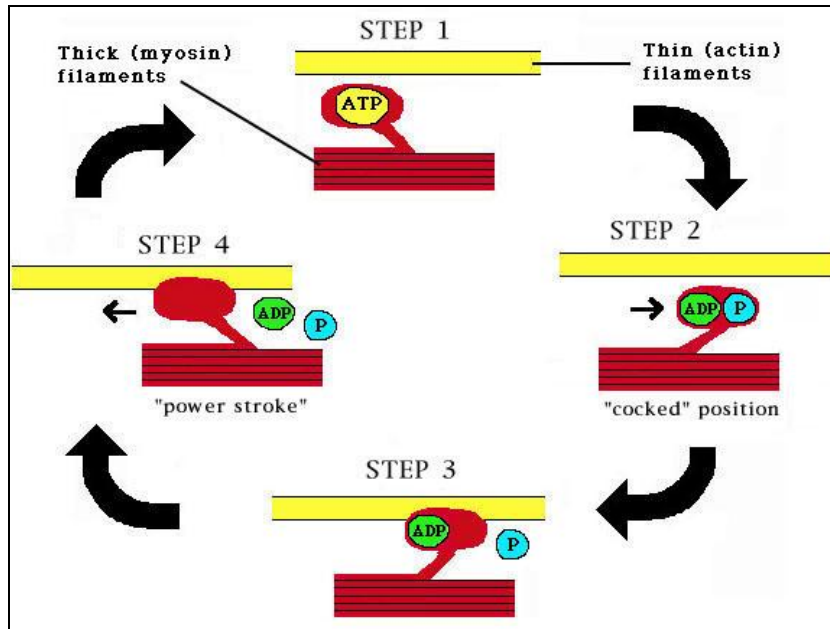 STEP 1
Thick (myosin)
filaments
Thin (actin)
filaments
ATP
STEP 2
ADP P
"cocked" position
STEP 3
ADP
P
STEP 4
ADP
P
"power stroke"